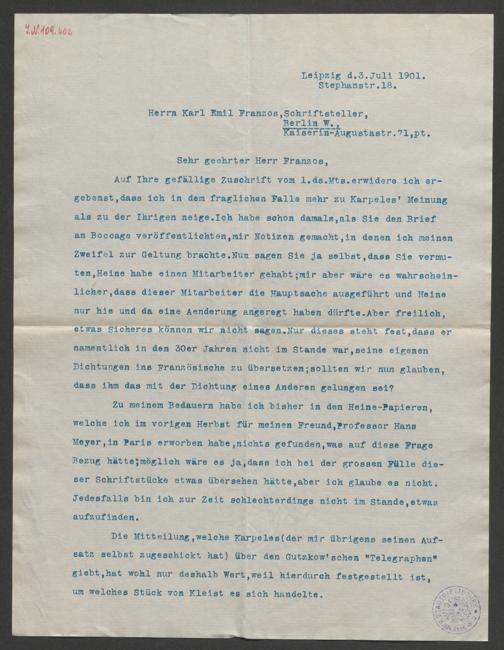 J.N.109.402
Leipzig d.3.Juli 1901.
Stephanstr.18.
Herrn Karl Emil Franzos,Schriftsteller,
Berlin W.,
Kaiserin-Augustastr.71,pt.
Sehr geehrter Herr Franzos,
Auf Ihre gefällige Zuschrift vom 1.ds.Mts.erwidere ich er-
gebenst,dass ich in dem fraglichen Falle mehr zu Karpeles' Meinung
als zu der Ihrigen neige.Ich habe schon damals,als Sie den Brief
an Boccage veröffentlichten,mir Notizen gemacht,in denen ich meinen
Zweifel zur Geltung brachte.Nun sagen Sie ja selbst,dass Sie vermu-
ten,Heine habe einen Mitarbeiter gehabt;mir aber wäre es wahrschein-
licher,dass dieser Mitarbeiter die Hauptsache ausgeführt und Heine
nur hie und da eine Aenderung angeregt haben dürfte.Aber freilich,
etwas Sicheres können wir nicht sagen.Nur dieses steht fest,dass er
namentlich in den 30er Jahren nicht im Stande war,seine eigenen
Dichtungen ins Französische zu übersetzen;sollten wir nun glauben,
dass ihm das mit der Dichtung eines Anderen gelungen sei?
Zu meinem Bedauern habe ich bisher in den Heine-Papieren,
welche ich im vorigen Herbst für meinen Freund,Professor Hans
Meyer,in Paris erworben habe,nichts gefunden,was auf diese Frage
Bezug hätte;möglich wäre es ja,dass ich bei der grossen Fülle die-
ser Schriftstücke etwas übersehen hätte,aber ich glaube es nicht.
Jedesfalls bin ich zur Zeit schlechterdings nicht im Stande,etwas
aufzufinden.
Die Mitteilung,welche Karpeles(der mir übrigens seinen Auf-
satz selbst zugeschickt hat) über den Gutzkow'schen "Telegraphen"
giebt,hat wohl nur deshalb Wert,weil hierdurch festgestellt ist,
um welches Stück von Kleist es sich handelte.